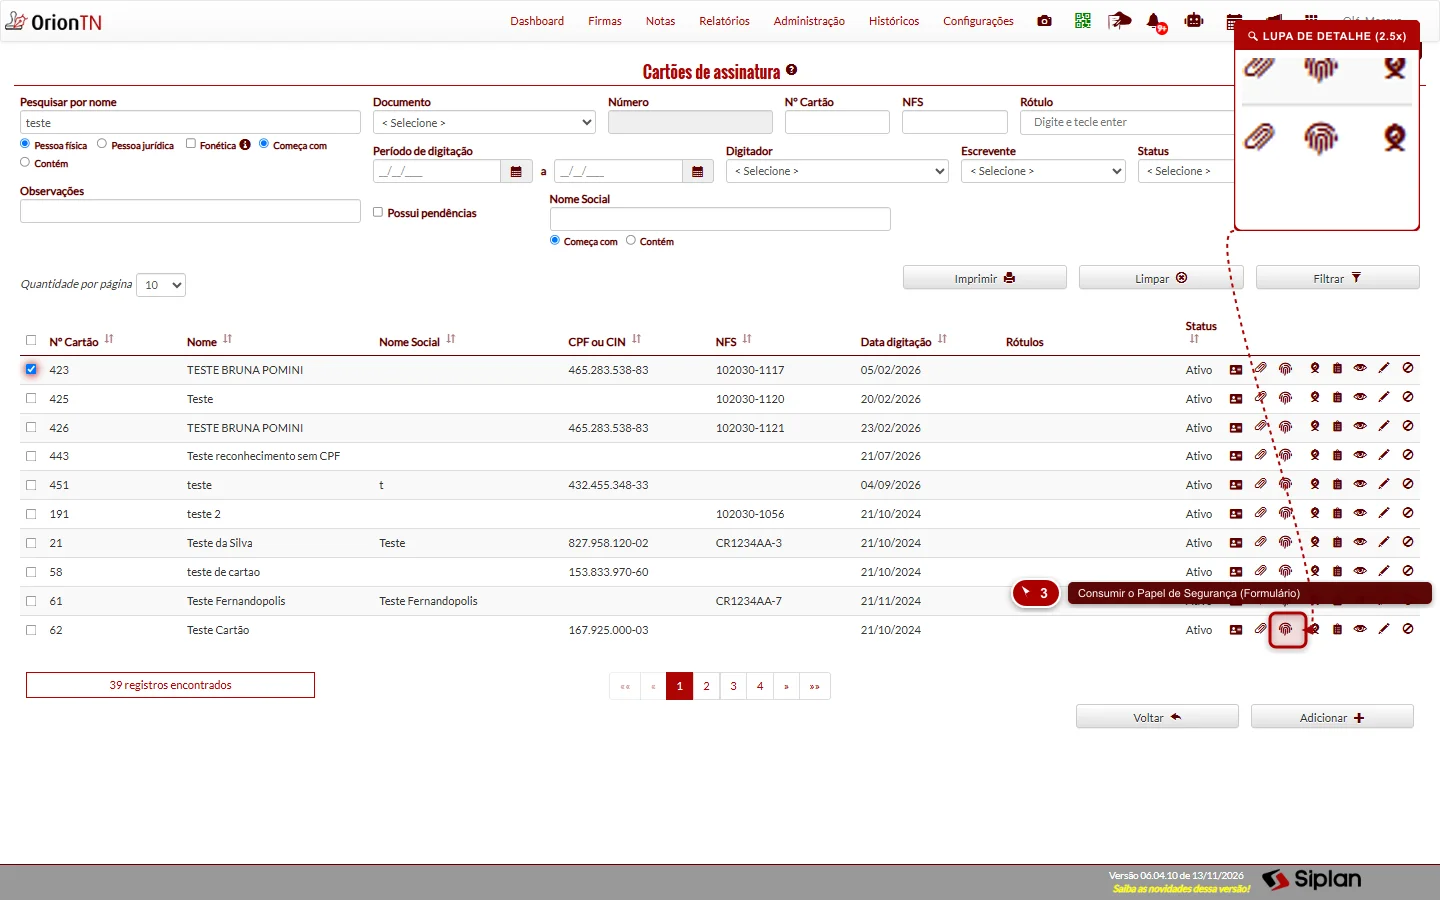 OrionTN
Dashboard Firmas Notas Relatórios Administração Históricos Configurações
9+
LUPA DE DETALHE (2.5x)
Cartões de assinatura
Pesquisar por nome Documento Número Nº Cartão NFS Rótulo
teste < Selecione > Digite e tecle enter
Pessoa física Pessoa jurídica Fonética Começa com
Contém
Período de digitação Digitador Escrevente Status
__/__/____ a __/__/____ < Selecione > < Selecione > < Selecione >
Observações
Possui pendências
Nome Social
Começa com Contém
Quantidade por página 10
Imprimir Limpar Filtrar
Nº Cartão Nome Nome Social CPF ou CIN NFS Data digitação Rótulos Status
423 TESTE BRUNA POMINI 465.283.538-83 102030-1117 05/02/2026 Ativo
425 Teste 102030-1120 20/02/2026 Ativo
426 TESTE BRUNA POMINI 465.283.538-83 102030-1121 23/02/2026 Ativo
443 Teste reconhecimento sem CPF 21/07/2026 Ativo
451 teste t 432.455.348-33 04/09/2026 Ativo
191 teste 2 102030-1056 21/10/2024 Ativo
21 Teste da Silva Teste 827.958.120-02 CR1234AA-3 21/10/2024 Ativo
58 teste de cartao 153.833.970-60 21/10/2024 Ativo
3 Consumir o Papel de Segurança (Formulário)
61 Teste Fernandopolis Teste Fernandopolis CR1234AA-7 21/11/2024
62 Teste Cartão 167.925.000-03 21/10/2024 Ativo
39 registros encontrados
«« « 1 2 3 4 » »»
Voltar Adicionar
Versão 06.04.10 de 13/11/2026
Saiba as novidades dessa versão!
Siplan